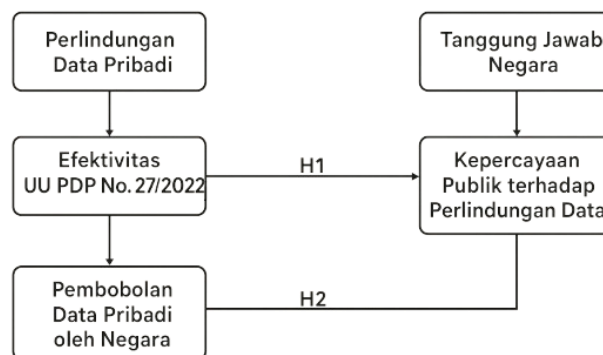 Perlindungan
Data Pribadi
Tanggung Jawab
Negara
Efektivitas
UU PDP No. 27/2022
H1
Kepercayaan
Publik terhadap
Perlindungan Data
H2
Pembobolan
Data Pribadi
oleh Negara